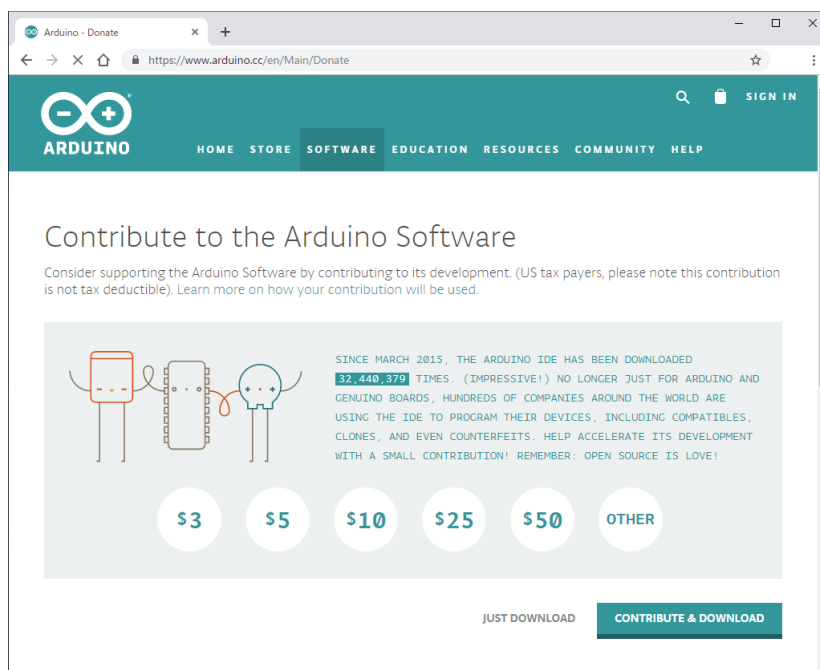 Arduino - Donate
https://www.arduino.cc/en/Main/Donate
SIGN IN
ARDUINO
HOME STORE SOFTWARE EDUCATION RESOURCES COMMUNITY HELP
Contribute to the Arduino Software
Consider supporting the Arduino Software by contributing to its development. (US tax payers, please note this contribution
is not tax deductible). Learn more on how your contribution will be used.
SINCE MARCH 2015, THE ARDUINO IDE HAS BEEN DOWNLOADED
32,440,379 TIMES. (IMPRESSIVE!) NO LONGER JUST FOR ARDUINO AND
GENUINO BOARDS, HUNDREDS OF COMPANIES AROUND THE WORLD ARE
USING THE IDE TO PROGRAM THEIR DEVICES, INCLUDING COMPATIBLES,
CLONES, AND EVEN COUNTERFEITS. HELP ACCELERATE ITS DEVELOPMENT
WITH A SMALL CONTRIBUTION! REMEMBER: OPEN SOURCE IS LOVE!
$3 $5 $10 $25 $50 OTHER
JUST DOWNLOAD CONTRIBUTE & DOWNLOAD